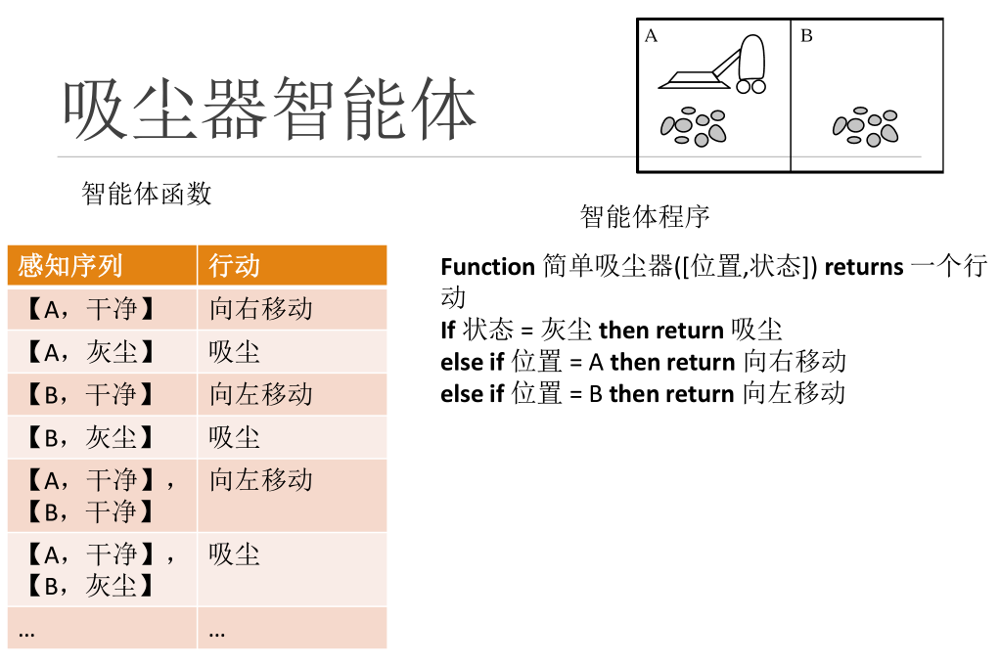 A
B
吸尘器智能体
智能体函数
智能体程序
感知序列 行动
【A，干净】 向右移动
【A，灰尘】 吸尘
【B，干净】 向左移动
【B，灰尘】 吸尘
【A，干净】， 向左移动
【B，干净】
【A，干净】， 吸尘
【B，灰尘】
... ...
Function 简单吸尘器([位置,状态]) returns 一个行
动
If 状态 = 灰尘 then return 吸尘
else if 位置 = A then return 向右移动
else if 位置 = B then return 向左移动